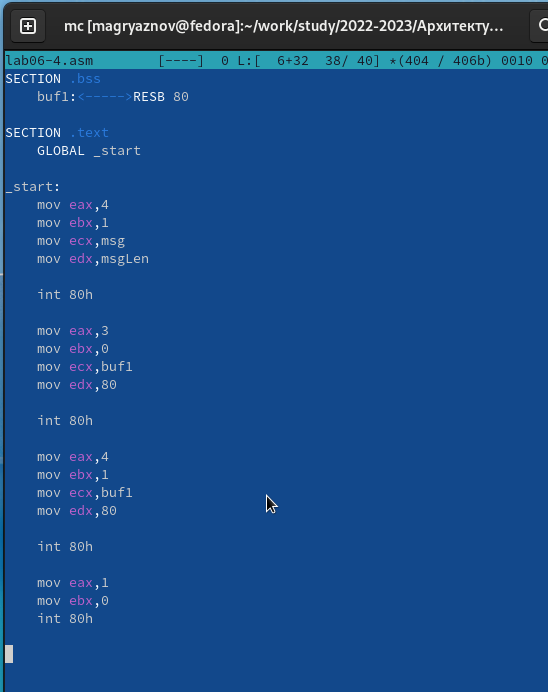 mc [magryaznov@fedora]:~/work/study/2022-2023/Архитекту...
lab06-4.asm [----] 0 L:[ 6+32 38/ 40] *(404 / 406b) 0010 0
SECTION .bss
buf1:<----->RESB 80
SECTION .text
GLOBAL _start
_start:
mov eax,4
mov ebx,1
mov ecx,msg
mov edx,msgLen
int 80h
mov eax,3
mov ebx,0
mov ecx,buf1
mov edx,80
int 80h
mov eax,4
mov ebx,1
mov ecx,buf1
mov edx,80
int 80h
mov eax,1
mov ebx,0
int 80h